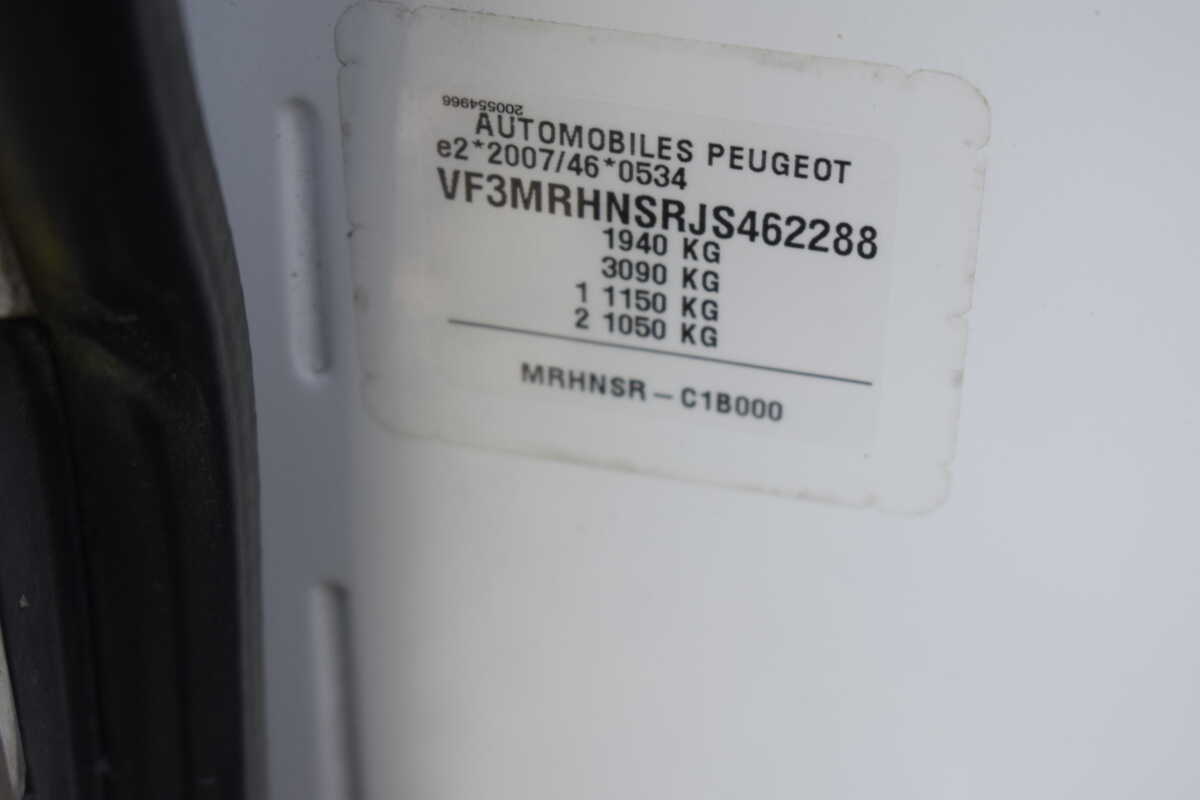 200554966
AUTOMOBILES PEUGEOT
e2*2007/46*0534
VF3MRHNSRJS462288
1940 KG
3090 KG
1 1150 KG
2 1050 KG
MRHNSR – C1B000